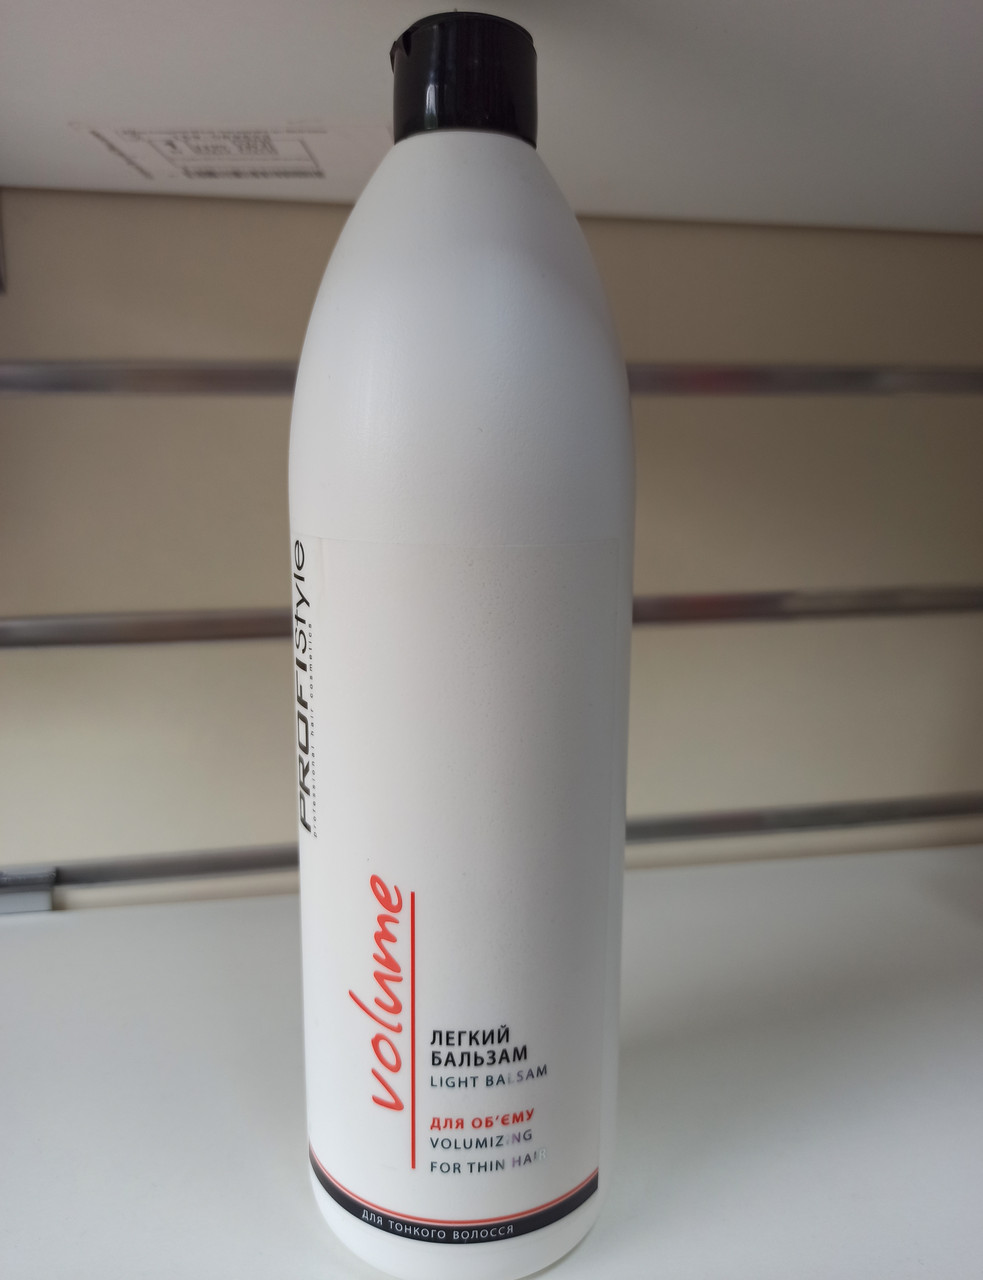 PROFIStyle
professional hair cosmetics
volume
ЛЕГКИЙ
БАЛЬЗАМ
LIGHT BALSAM
ДЛЯ ОБ'ЄМУ
VOLUMIZING
FOR THIN HAIR
ДЛЯ ТОНКОГО ВОЛОССЯ